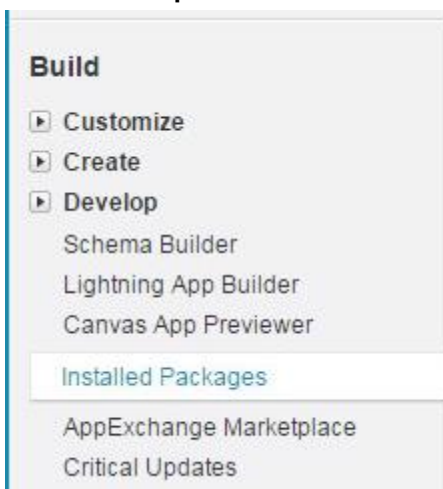 Build
Customize
Create
Develop
Schema Builder
Lightning App Builder
Canvas App Previewer
Installed Packages
AppExchange Marketplace
Critical Updates